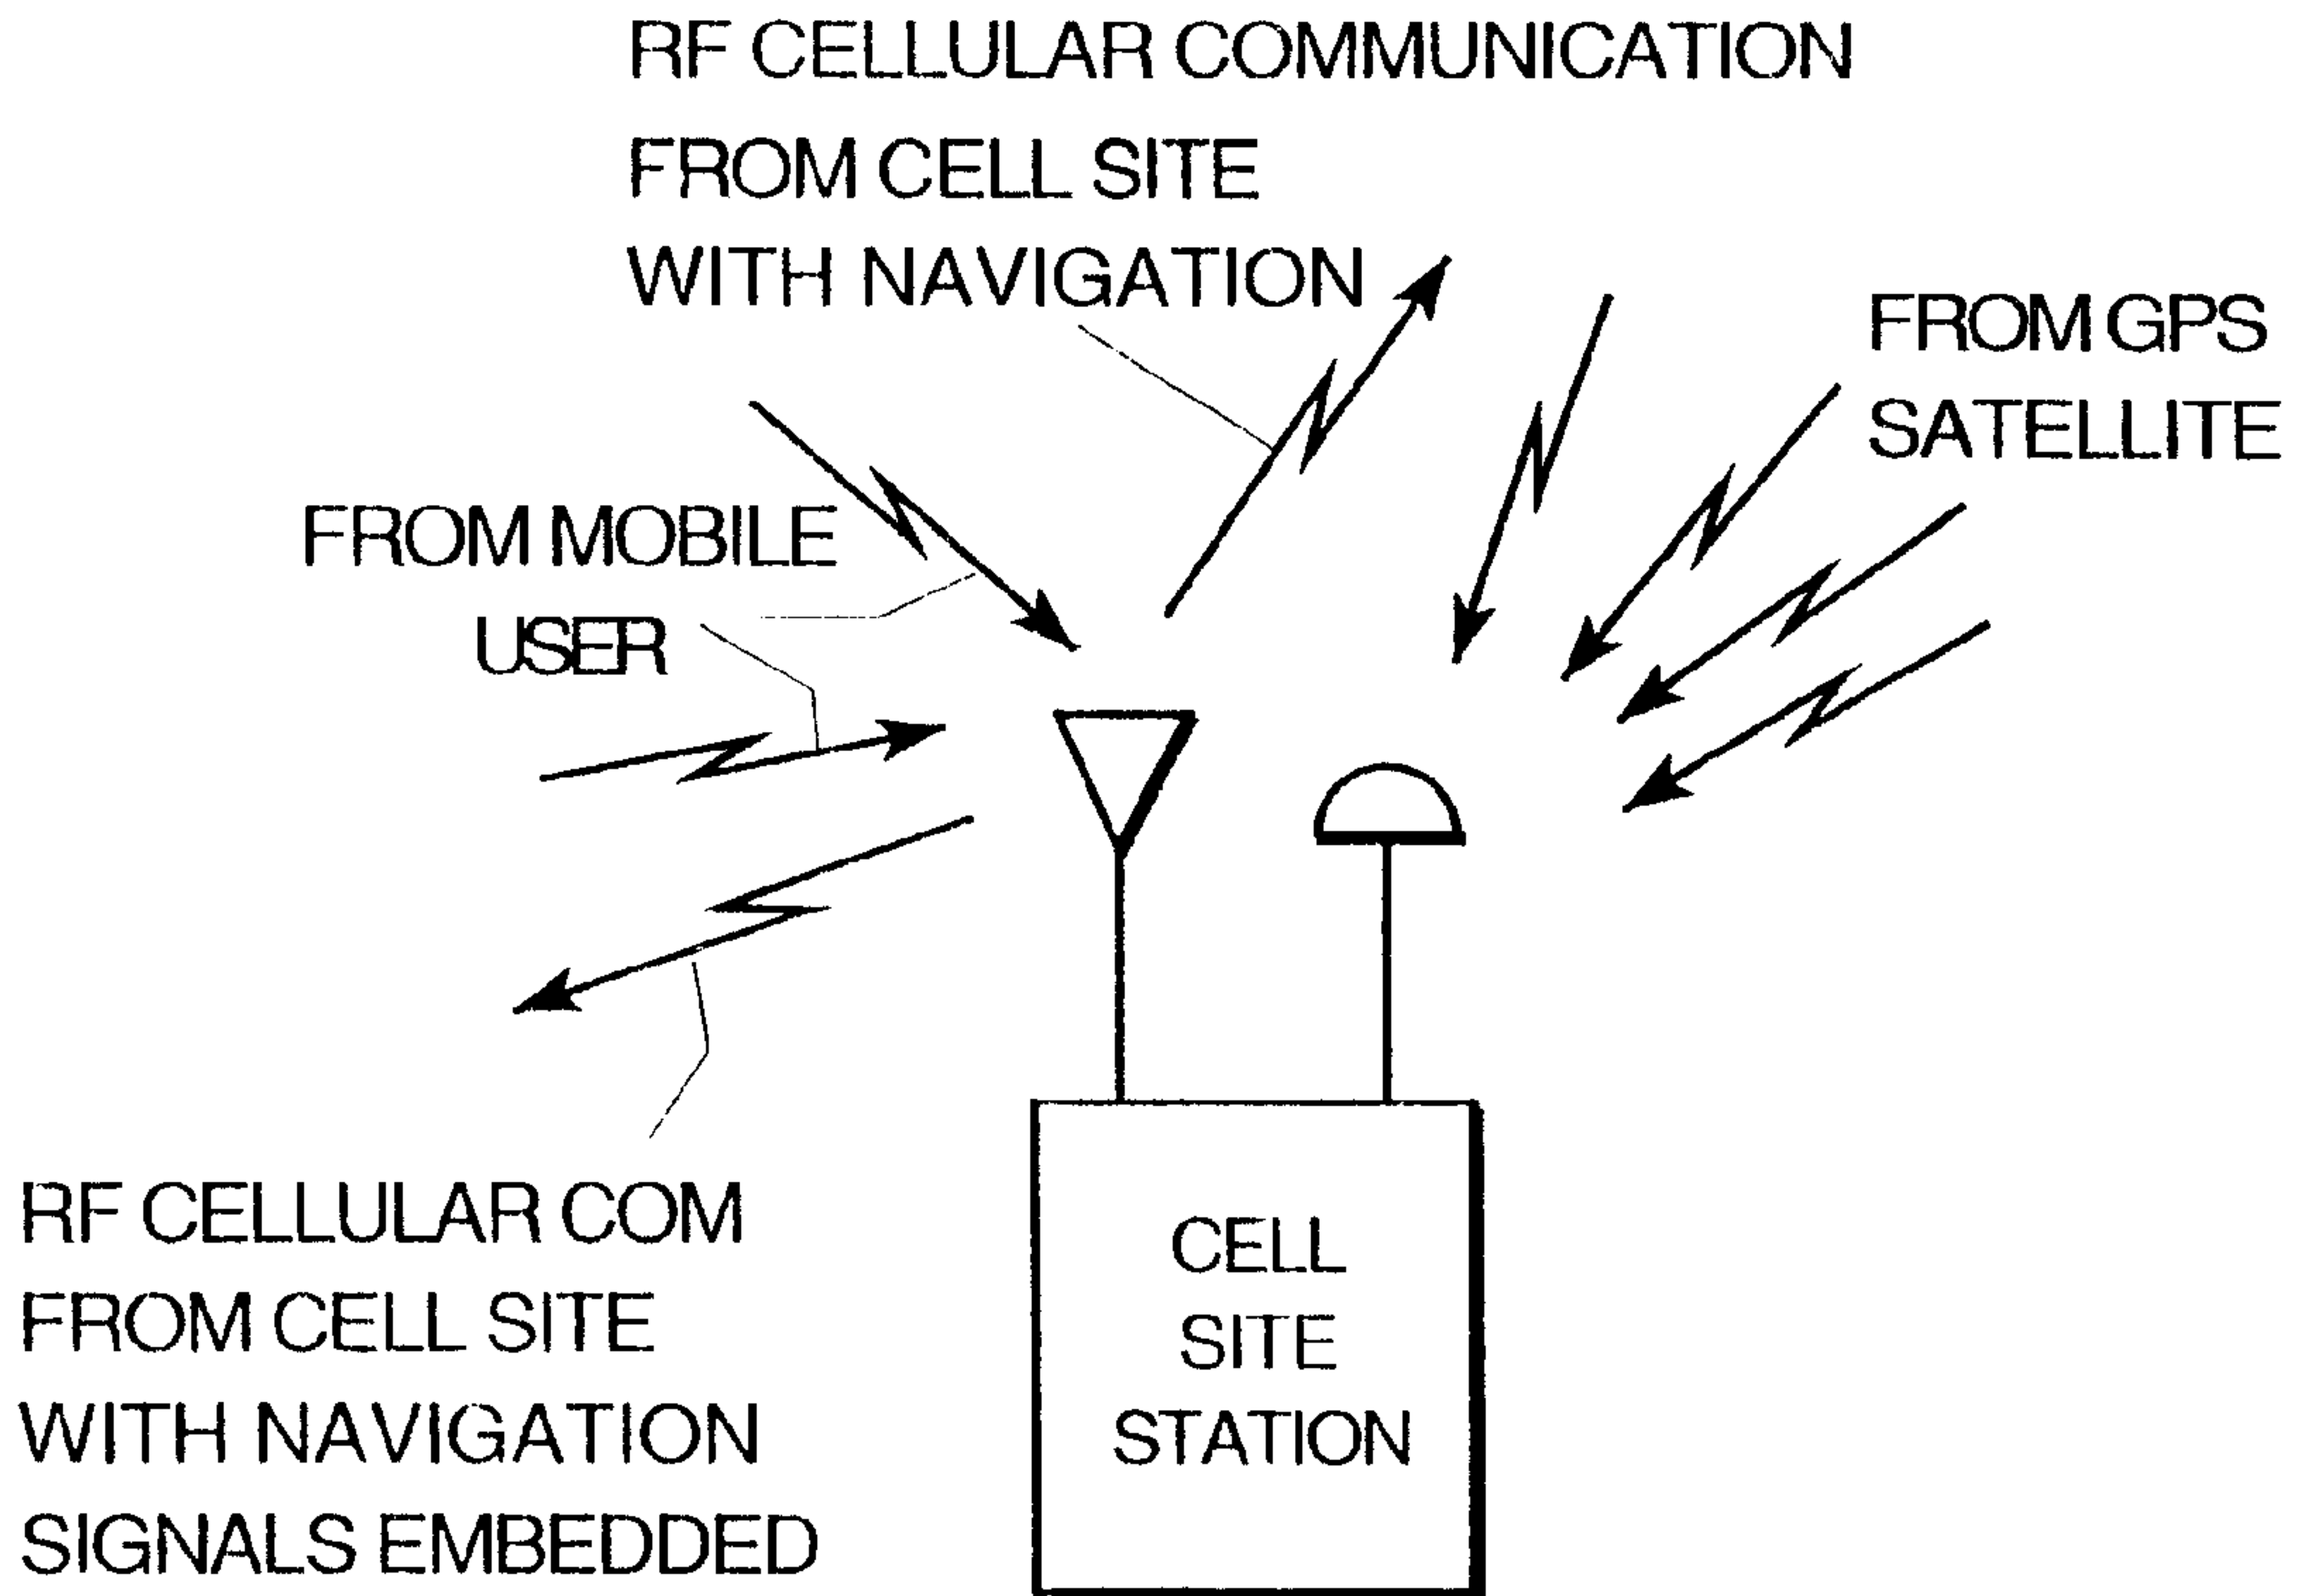 RF CELLULAR COMMUNICATION
FROM CELL SITE
WITH NAVIGATION
FROM GPS
SATELLITE
FROM MOBILE
USER
RF CELLULAR COM
FROM CELL SITE
WITH NAVIGATION
SIGNALS EMBEDDED
CELL
SITE
STATION